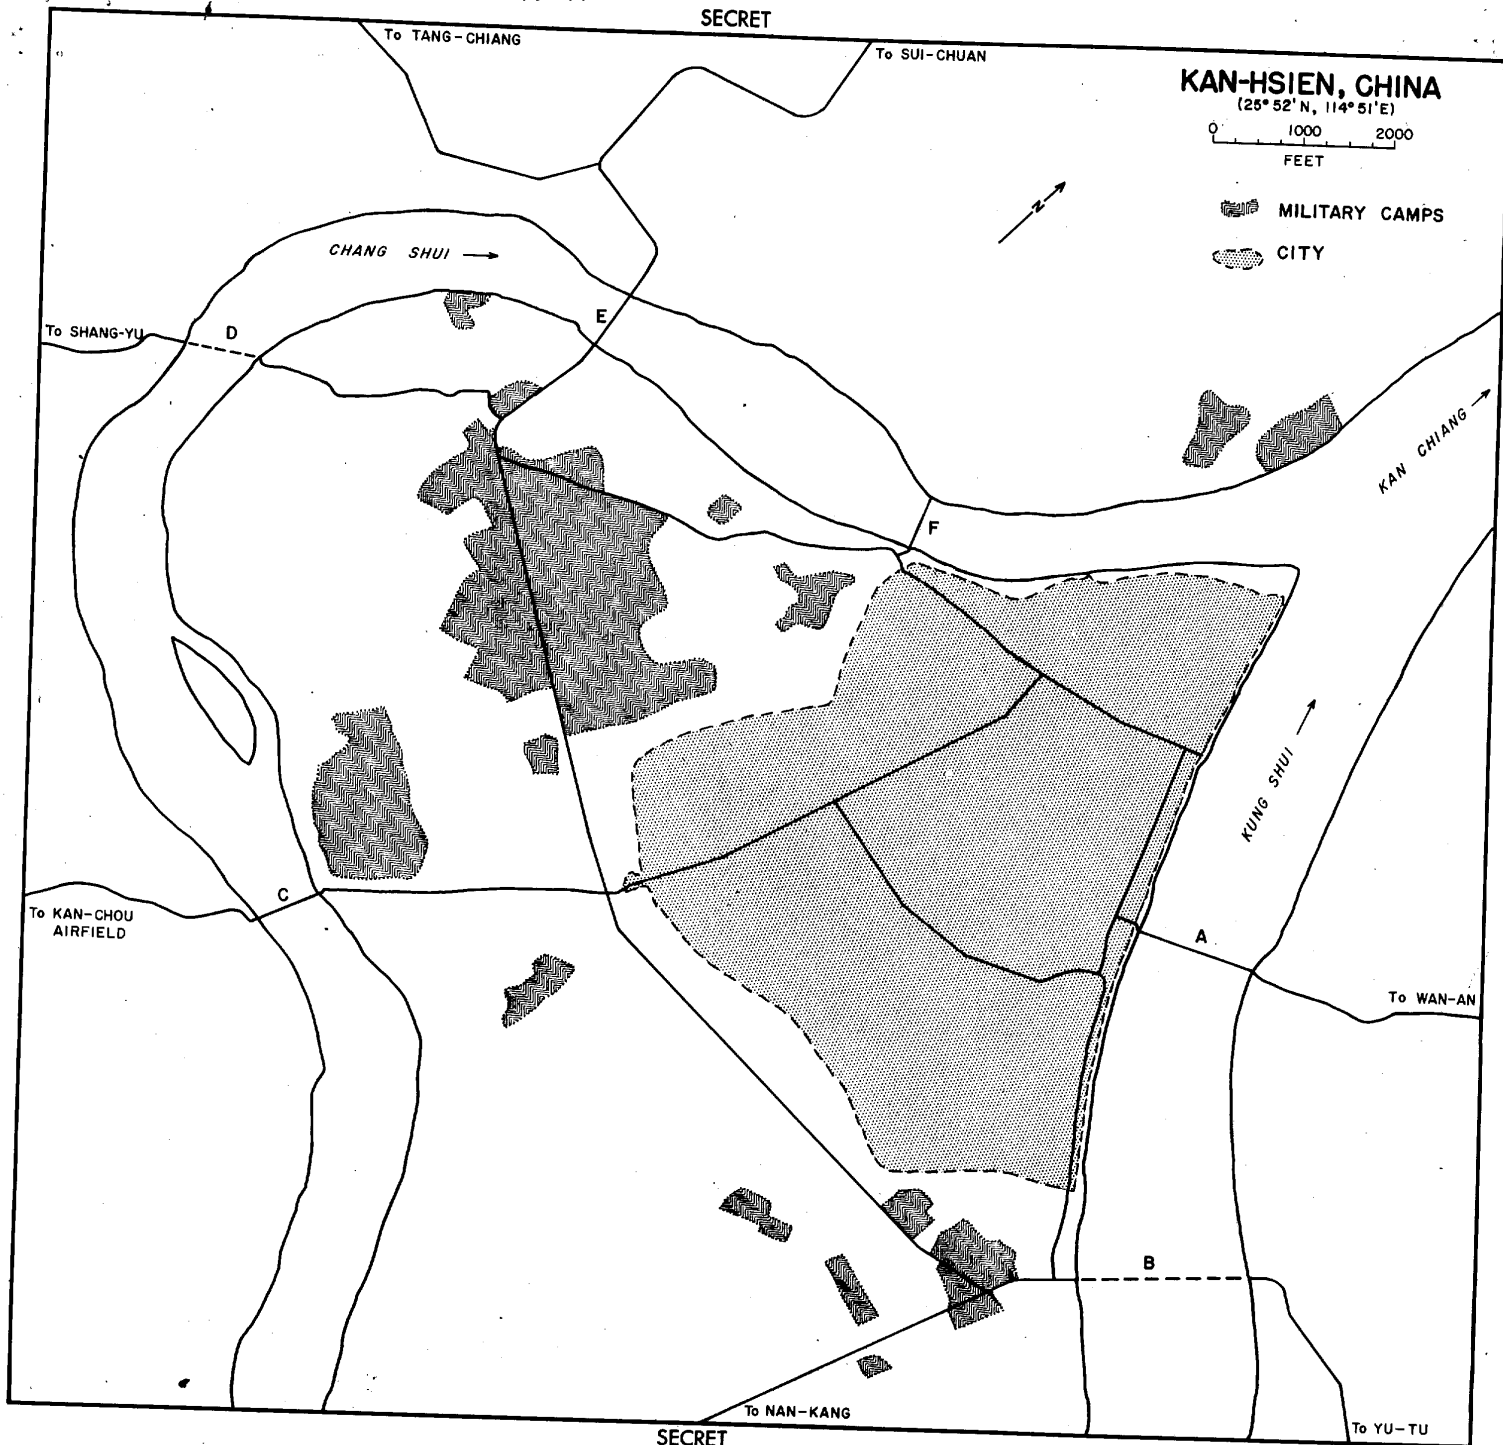 SECRET
To TANG-CHIANG
To SUI-CHUAN
KAN-HSIEN, CHINA
(25° 52' N, 114° 51' E)
0 1000 2000
FEET
N
MILITARY CAMPS
CITY
CHANG SHUI
To SHANG-YU
D
E
KAN CHIANG
F
KUNG SHUI
C
To KAN-CHOU
AIRFIELD
A
To WAN-AN
B
To NAN-KANG
To YU-TU
SECRET